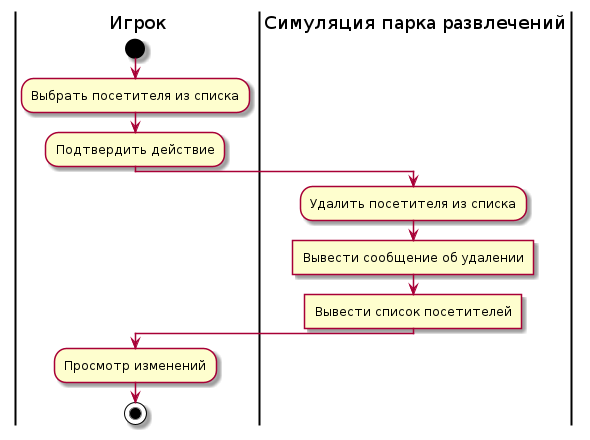 Игрок
Симуляция парка развлечений
Выбрать посетителя из списка
Подтвердить действие
Удалить посетителя из списка
Вывести сообщение об удалении
Вывести список посетителей
Просмотр изменений